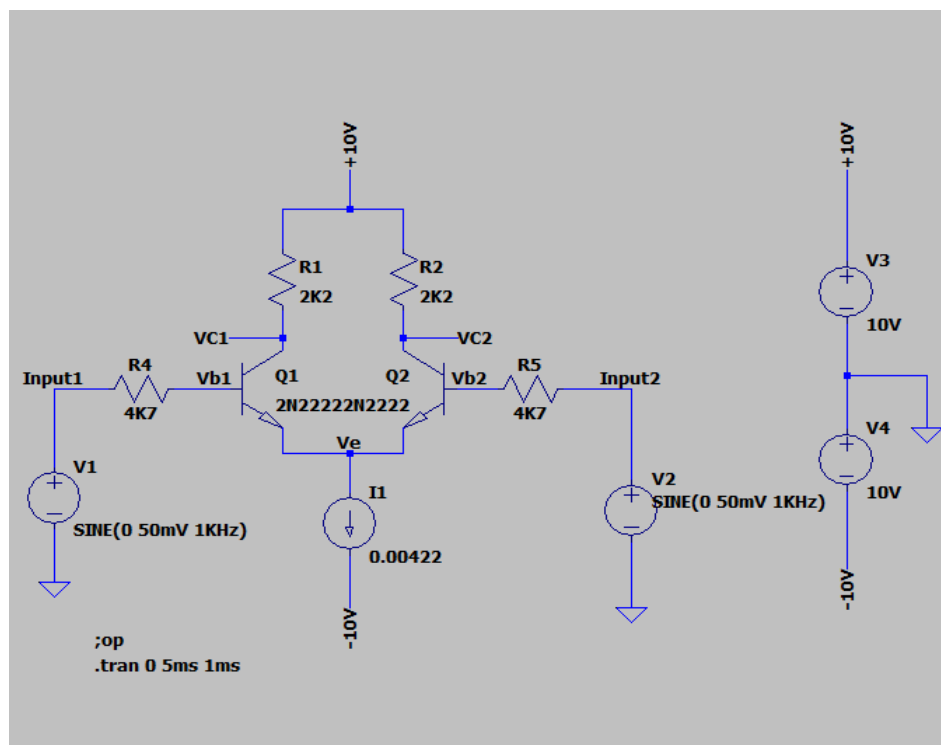 +10V
+10V
R1
2K2
R2
2K2
V3
10V
VC1
VC2
Input1
R4
4K7
Vb1
Q1
2N2222
Q2
2N2222
Vb2
R5
4K7
Input2
Ve
V4
10V
V1
SINE(0 50mV 1KHz)
I1
0.00422
V2
SINE(0 50mV 1KHz)
-10V
-10V
;op
.tran 0 5ms 1ms